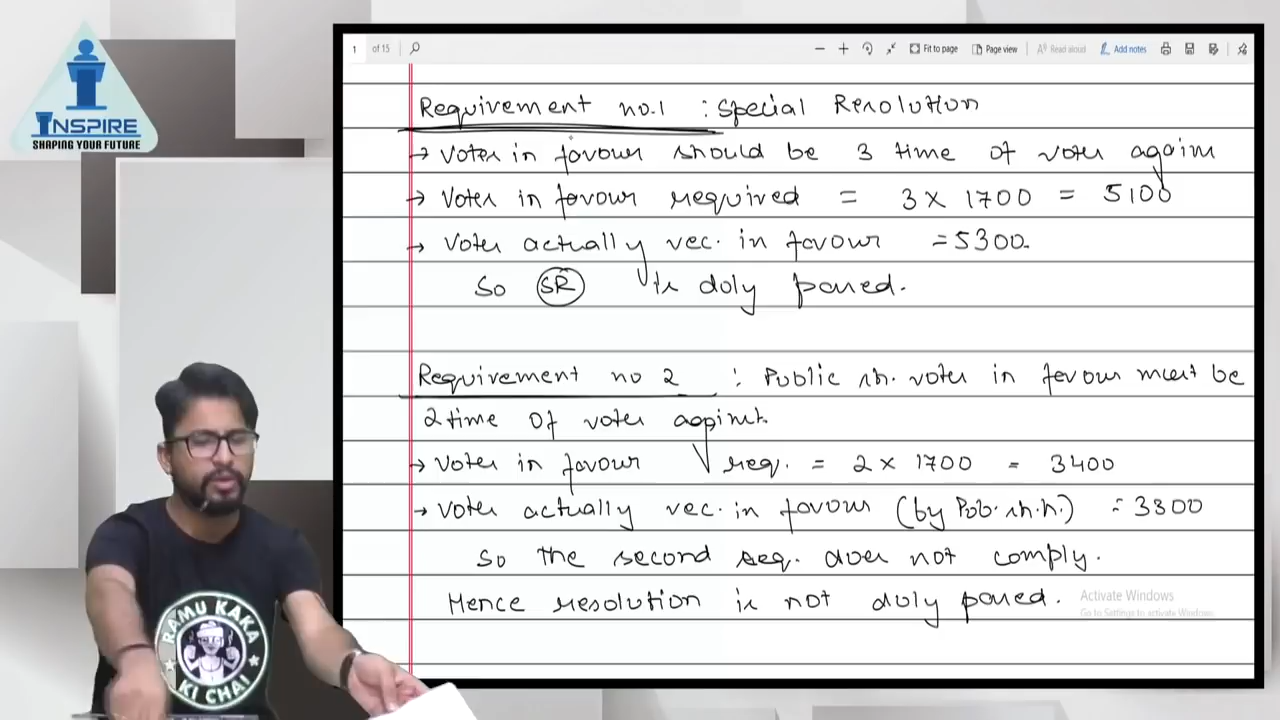 INSPIRE
SHAPING YOUR FUTURE
1 of 15
Fit to page
Page view
Read aloud
Add notes
Requirement no.1 : Special Resolution
→ Votes in favour should be 3 time of votes against
→ Votes in favour required = 3 x 1700 = 5100
→ Votes actually rec. in favour = 5300.
So SR is duly passed.
Requirement no 2 : Public sh. votes in favour must be
2 time of votes against.
→ Votes in favour req. = 2 x 1700 = 3400
→ Votes actually rec. in favour (by Pub. sh.h.) = 3300
So the second req. does not comply.
Hence resolution is not duly passed.
Activate Windows
Go to Settings to activate Windows.
RAMU KAKA
KI CHAI